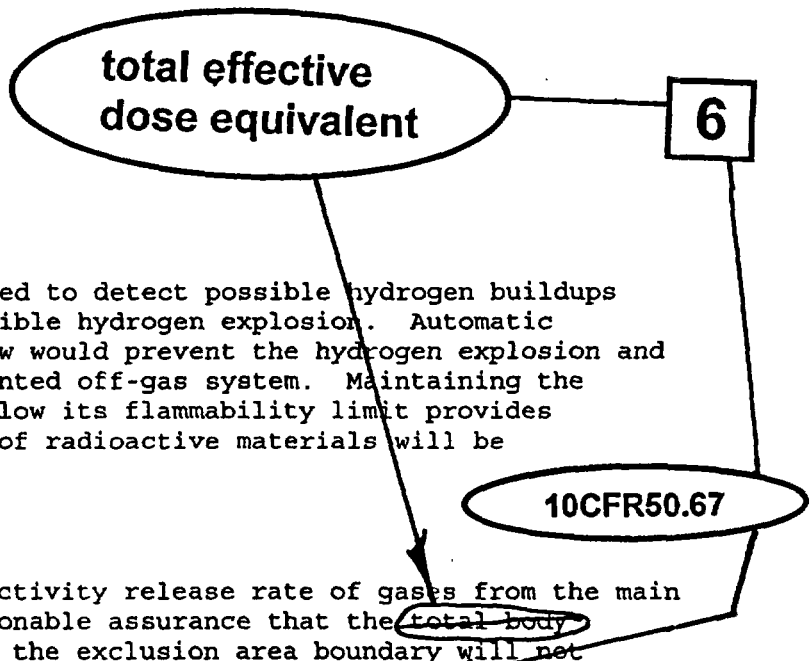 total effective
dose equivalent
6
ed to detect possible hydrogen buildups
ible hydrogen explosion. Automatic
w would prevent the hydrogen explosion and
nted off-gas system. Maintaining the
low its flammability limit provides
of radioactive materials will be
10CFR50.67
ctivity release rate of gases from the main
onable assurance that the total body
the exclusion area boundary will not